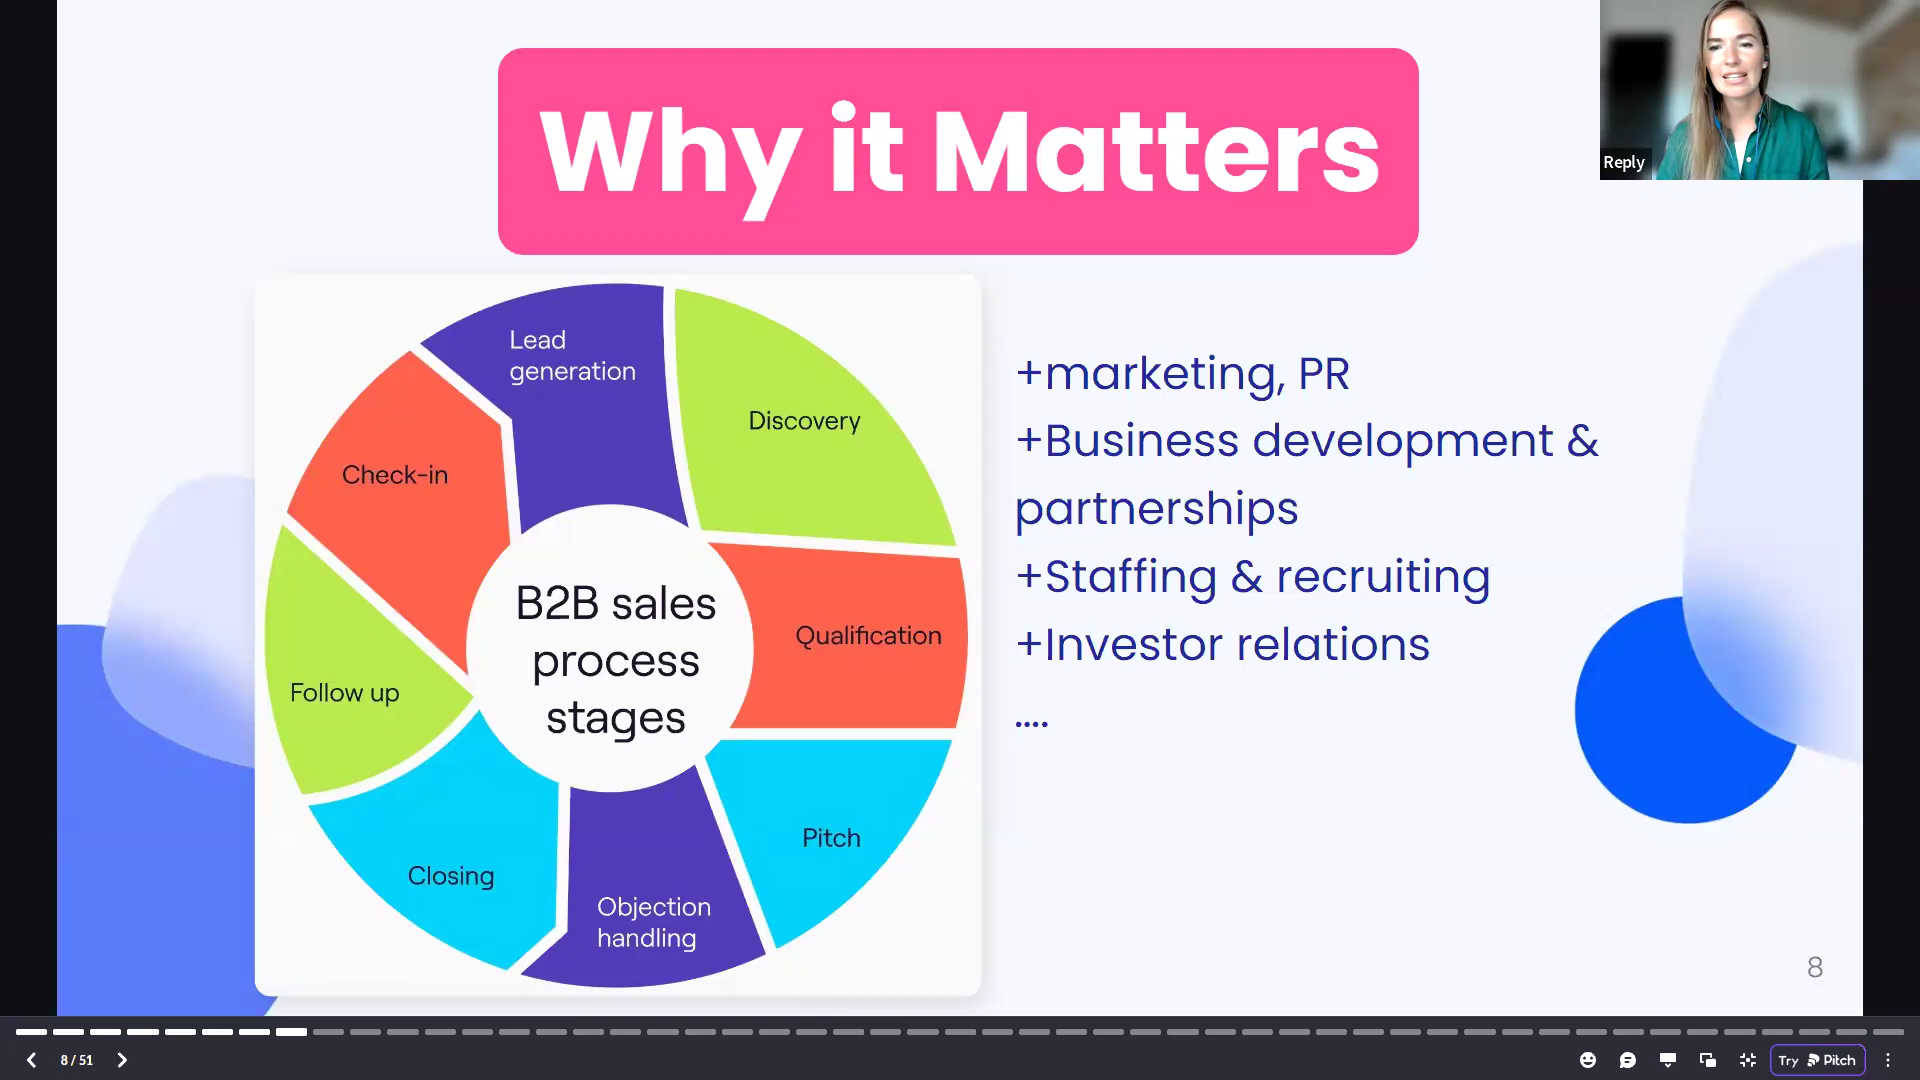 Why it Matters
Reply
Lead
generation
Discovery
Check-in
Qualification
B2B sales
process
stages
Follow up
Pitch
Closing
Objection
handling
+marketing, PR
+Business development &
partnerships
+Staffing & recruiting
+Investor relations
....
8
8 / 51
Try Pitch